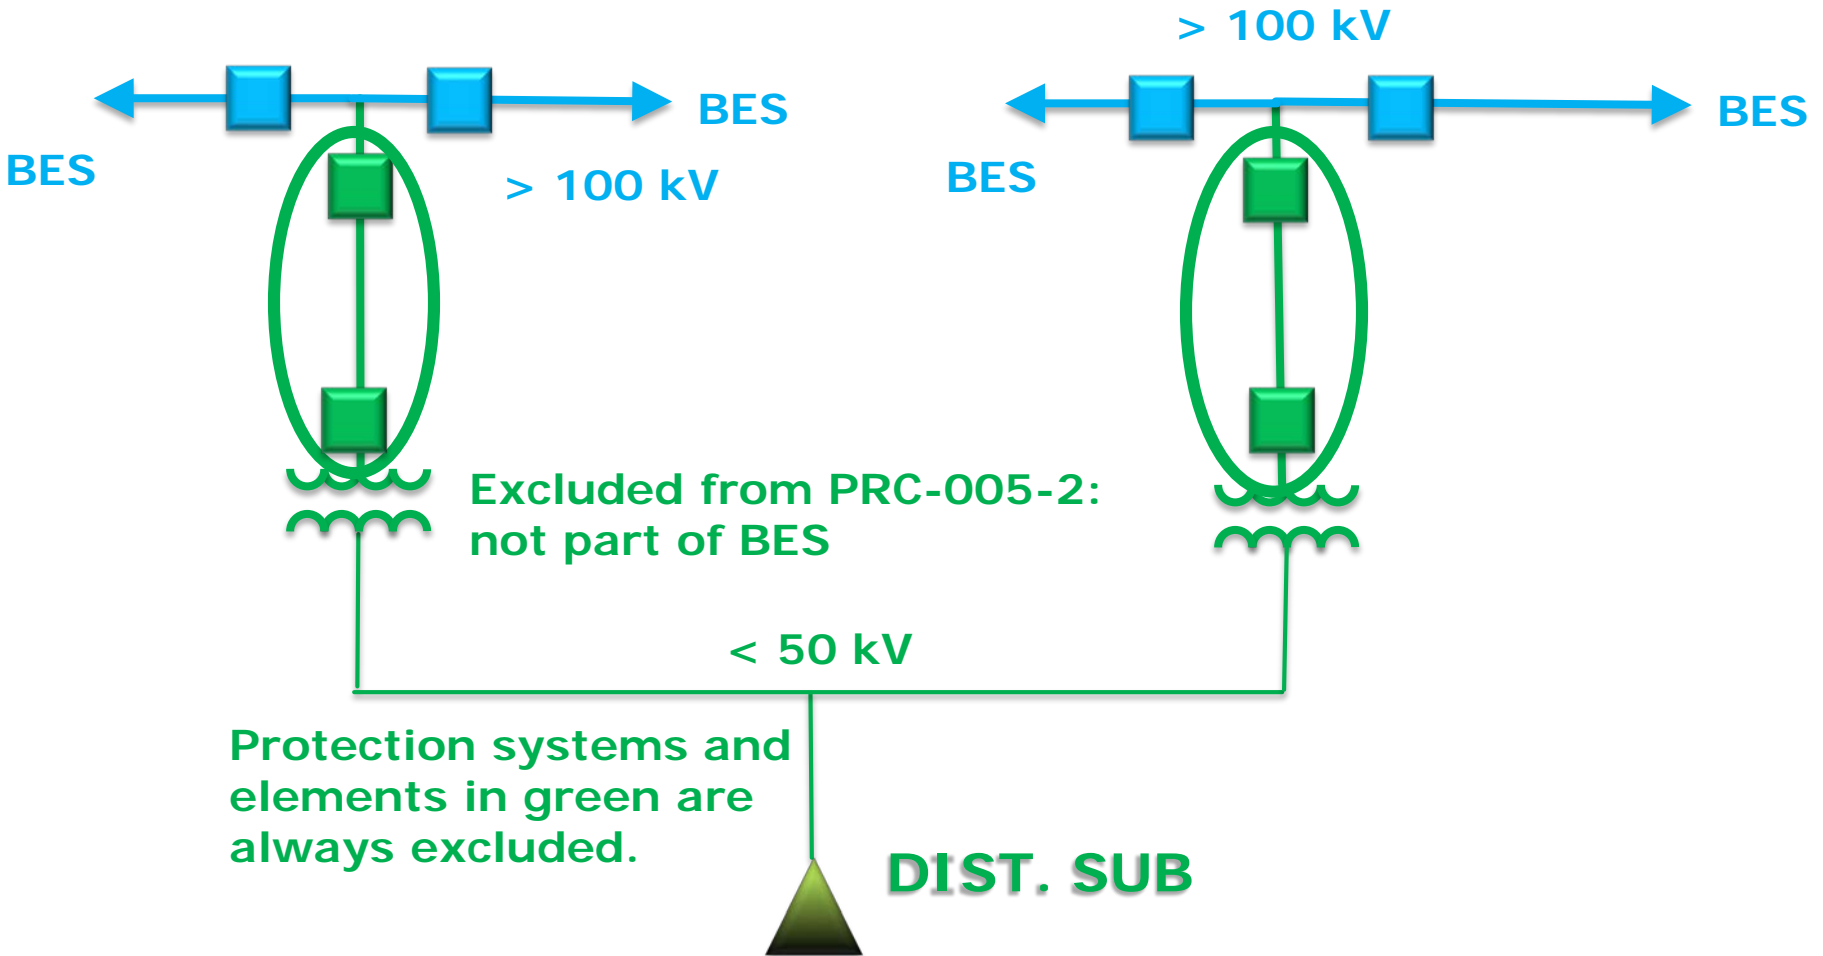 > 100 kV
BES
BES
BES
> 100 kV
BES
Excluded from PRC-005-2:
not part of BES
< 50 kV
Protection systems and
elements in green are
always excluded.
DIST. SUB